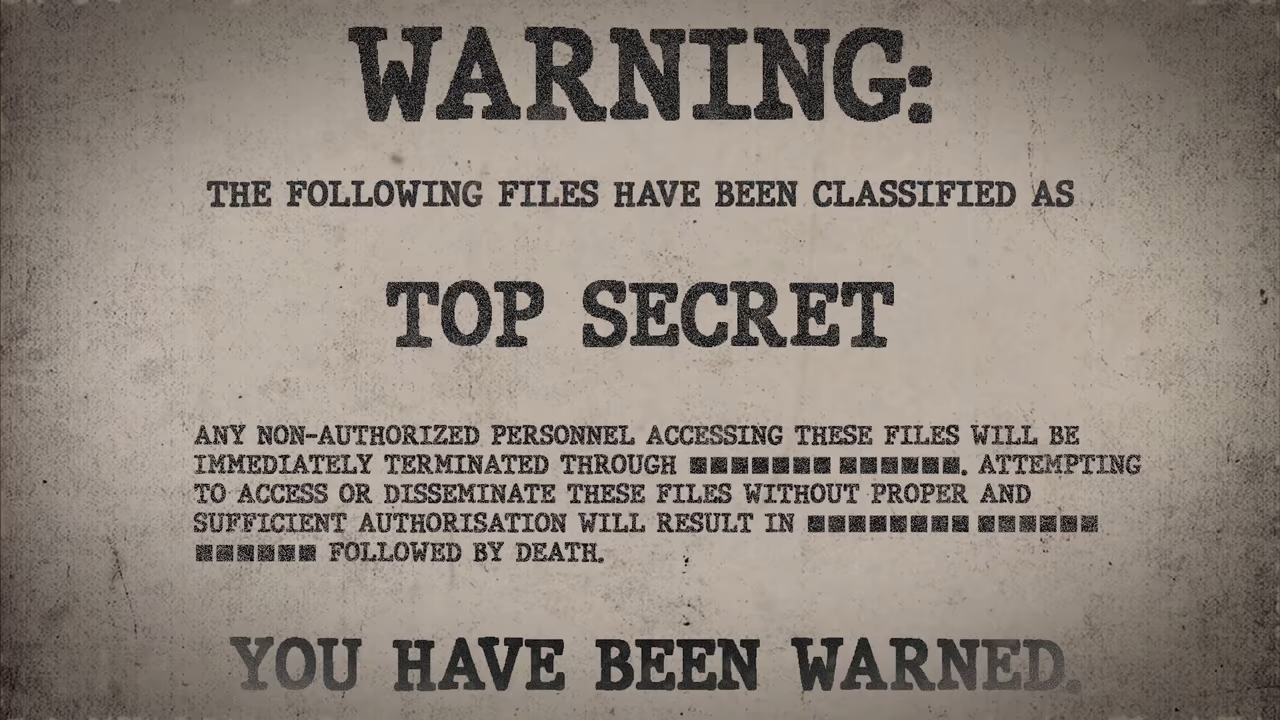 WARNING:
THE FOLLOWING FILES HAVE BEEN CLASSIFIED AS
TOP SECRET
ANY NON-AUTHORIZED PERSONNEL ACCESSING THESE FILES WILL BE
IMMEDIATELY TERMINATED THROUGH ■■■■■■■ ■■■■■■. ATTEMPTING
TO ACCESS OR DISSEMINATE THESE FILES WITHOUT PROPER AND
SUFFICIENT AUTHORISATION WILL RESULT IN ■■■■■■■■ ■■■■■■
■■■■■■ FOLLOWED BY DEATH.
YOU HAVE BEEN WARNED.